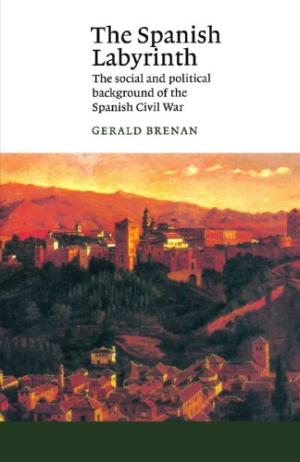 The Spanish
Labyrinth
The social and political
background of the
Spanish Civil War
GERALD BRENAN